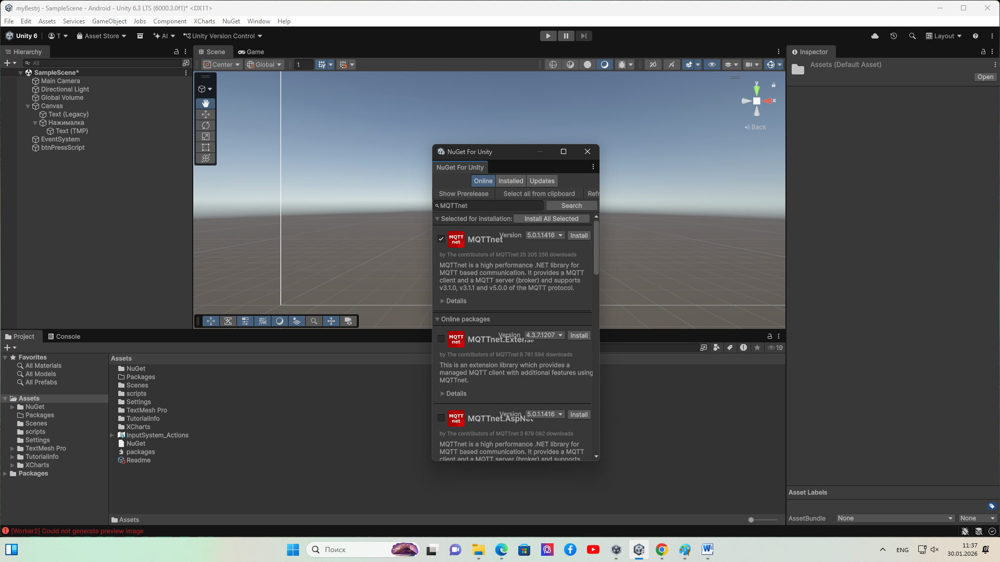 myBestrj - SampleScene - Android - Unity 6.3 LTS (6000.3.0f1)* <DX11>
File Edit Assets Services GameObject Jobs Component XCharts NuGet Window Help
Unity 6 T Asset Store AI Unity Version Control Layout
Hierarchy Scene Game Inspector
All
Center Global 1 2D
Assets (Default Asset)
Open
SampleScene*
Main Camera
Directional Light
Global Volume
Canvas
Text (Legacy)
Нажималка
Text (TMP)
EventSystem
btnPressScript
y
x
Back
NuGet For Unity
NuGet For Unity
Online Installed Updates
Show Prerelease Select all from clipboard Refr
MQTTnet Search
Selected for installation: Install All Selected
MQTT net MQTTnet Version 5.0.1.1416 Install
by The contributors of MQTTnet 25 205 256 downloads
MQTTnet is a high performance .NET library for
MQTT based communication. It provides a MQTT
client and a MQTT server (broker) and supports
v3.1.0, v3.1.1 and v5.0.0 of the MQTT protocol.
Details
Online packages
MQTT net MQTTnet.Extensi Version 4.3.7.1207 Install
by The contributors of MQTTnet 8 781 594 downloads
This is an extension library which provides a
managed MQTT client with additional features using
MQTTnet.
Details
MQTT net MQTTnet.AspNet Version 5.0.1.1416 Install
by The contributors of MQTTnet 3 679 082 downloads
MQTTnet is a high performance .NET library for
MQTT based communication. It provides a MQTT
client and a MQTT server (broker) and supports
Project Console
19
Favorites
All Materials
All Models
All Prefabs
Assets
NuGet
Packages
Scenes
scripts
Settings
TextMesh Pro
TutorialInfo
XCharts
Packages
Assets
NuGet
Packages
Scenes
scripts
Settings
TextMesh Pro
TutorialInfo
XCharts
InputSystem_Actions
NuGet
packages
Readme
Assets
Asset Labels
AssetBundle None None
[Worker2] Could not generate preview image
Поиск
ENG
11:37
30.01.2026